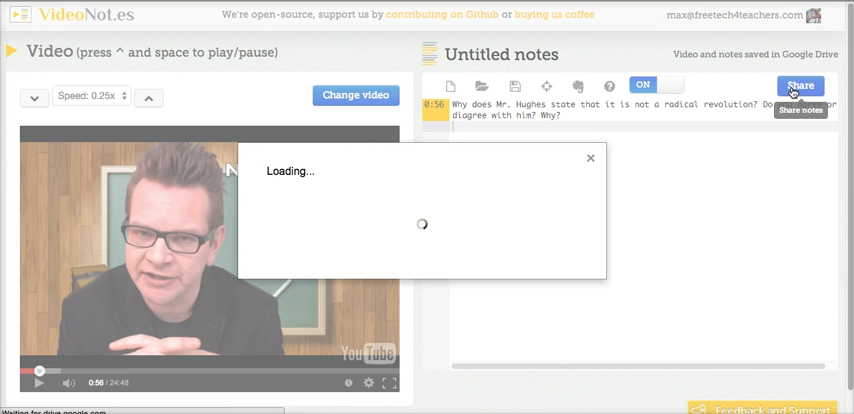 VideoNot.es
We're open-source, support us by contributing on GitHub or buying us coffee
max@freetech4teachers.com
Video (press ^ and space to play/pause)
Untitled notes
Video and notes saved in Google Drive
Speed: 0.25x
Change video
ON
Share
Share notes
0:56 Why does Mr. Hughes state that it is not a radical revolution? Do or
diagree with him? Why?
Loading...
N
YouTube
0:56 / 24:48
Waiting for drive.google.com
Feedback and Support